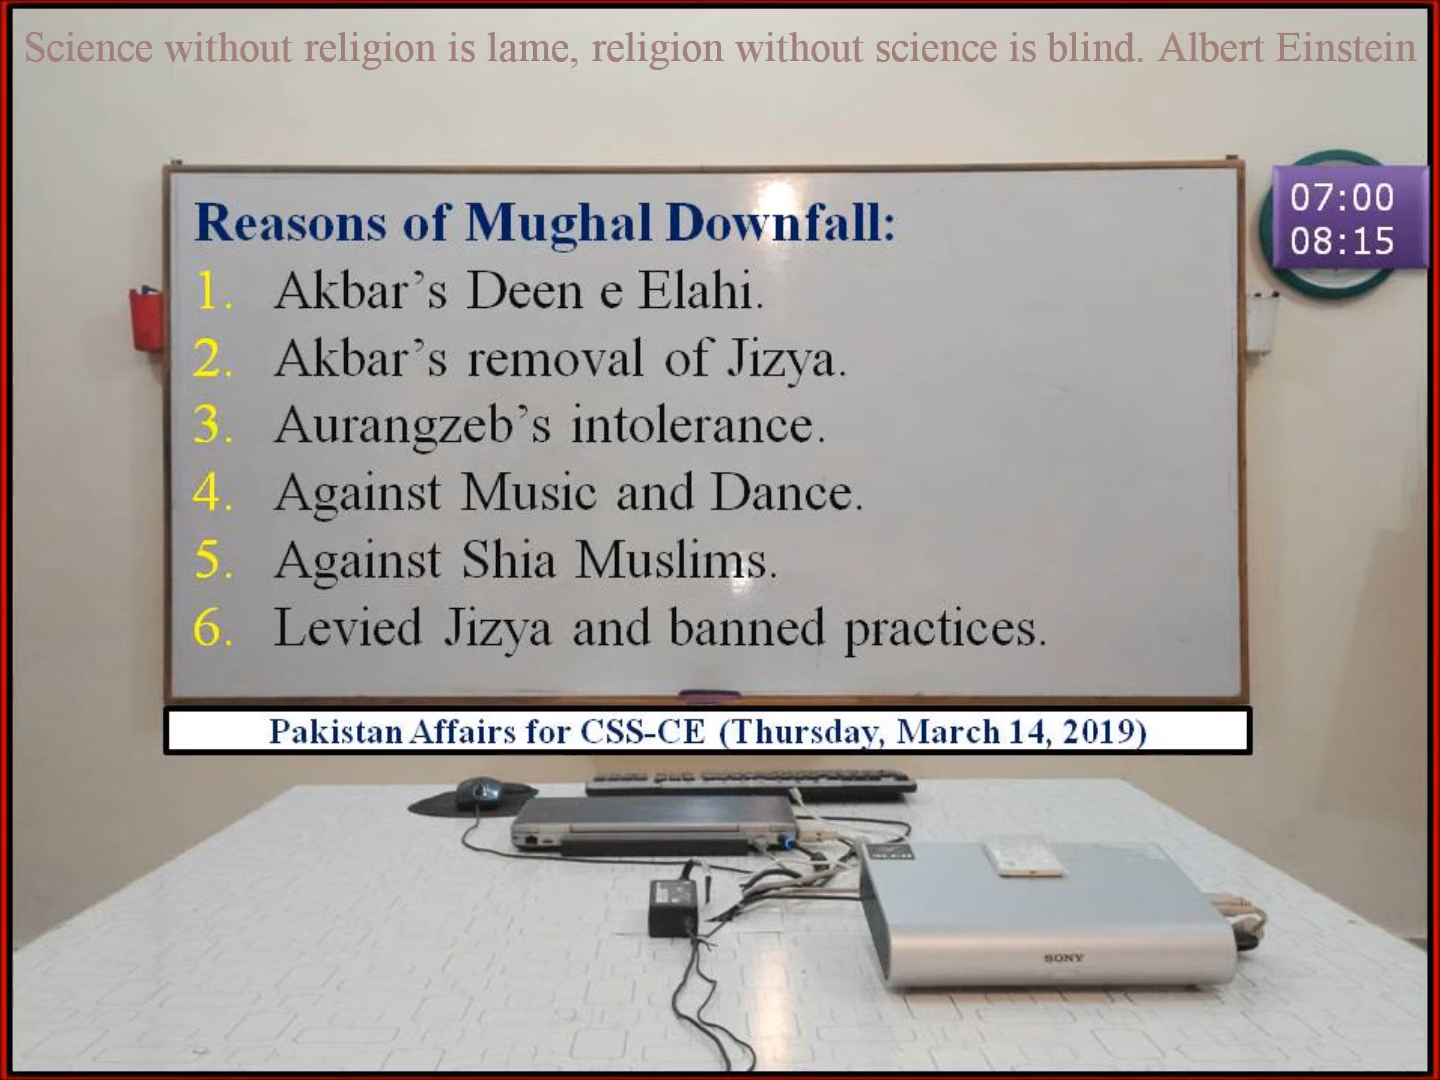 Science without religion is lame, religion without science is blind. Albert Einstein
07:00
08:15
Reasons of Mughal Downfall:
1. Akbar’s Deen e Elahi.
2. Akbar’s removal of Jizya.
3. Aurangzeb’s intolerance.
4. Against Music and Dance.
5. Against Shia Muslims.
6. Levied Jizya and banned practices.
Pakistan Affairs for CSS-CE (Thursday, March 14, 2019)
SONY